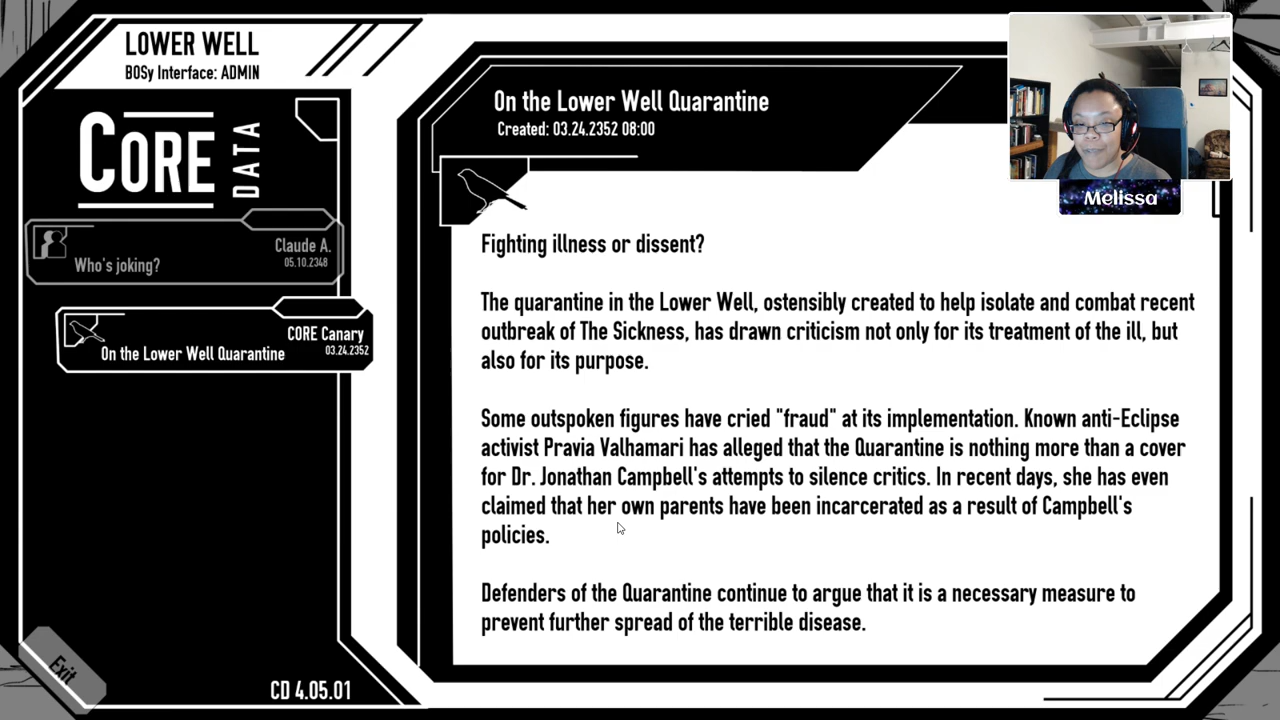 LOWER WELL
BOSy Interface: ADMIN
CORE
DATA
Claude A.
05.10.2348
Who's joking?
CORE Canary
03.24.2352
On the Lower Well Quarantine
Exit
CD 4.05.01
On the Lower Well Quarantine
Created: 03.24.2352 08:00
Fighting illness or dissent?
The quarantine in the Lower Well, ostensibly created to help isolate and combat recent
outbreak of The Sickness, has drawn criticism not only for its treatment of the ill, but
also for its purpose.
Some outspoken figures have cried "fraud" at its implementation. Known anti-Eclipse
activist Pravia Valhamari has alleged that the Quarantine is nothing more than a cover
for Dr. Jonathan Campbell's attempts to silence critics. In recent days, she has even
claimed that her own parents have been incarcerated as a result of Campbell's
policies.
Defenders of the Quarantine continue to argue that it is a necessary measure to
prevent further spread of the terrible disease.
Melissa